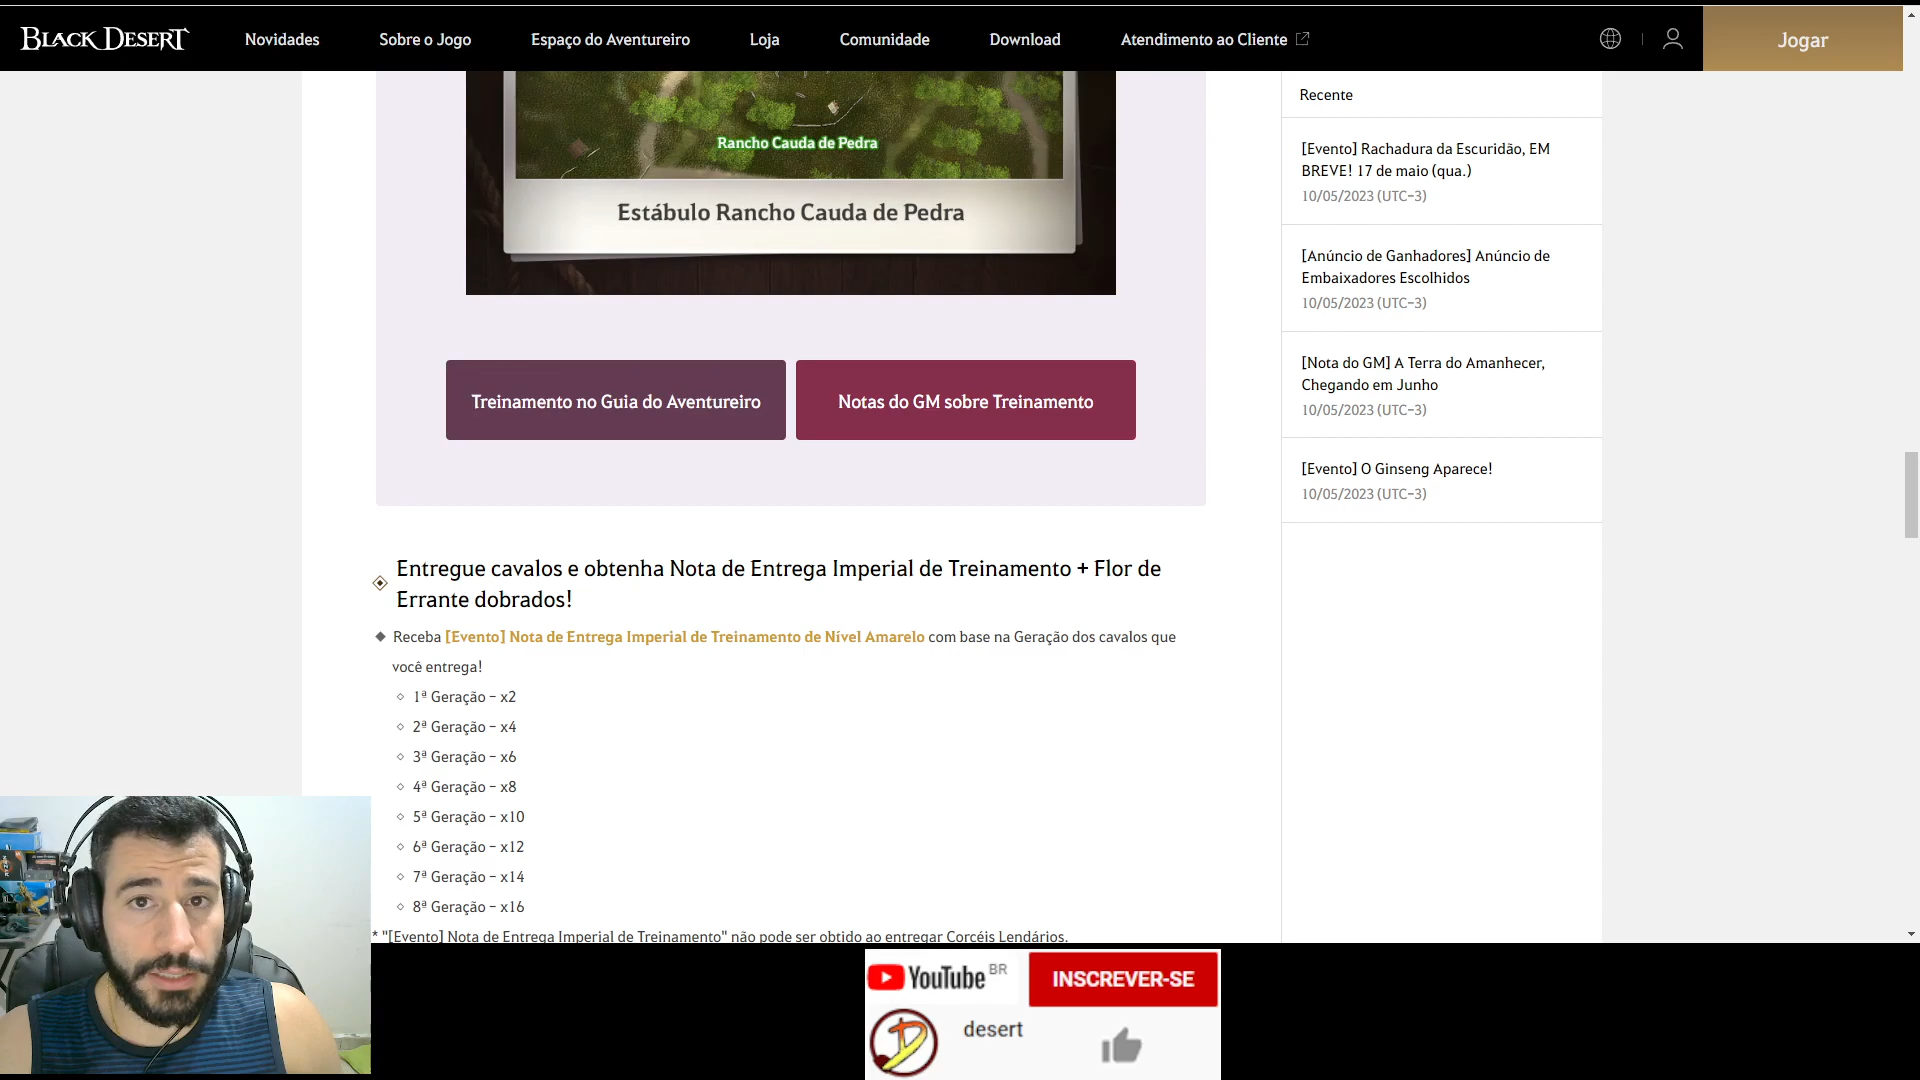 BLACK DESERT
Novidades
Sobre o Jogo
Espaço do Aventureiro
Loja
Comunidade
Download
Atendimento ao Cliente
Jogar
Rancho Cauda de Pedra
Estábulo Rancho Cauda de Pedra
Treinamento no Guia do Aventureiro
Notas do GM sobre Treinamento
Entregue cavalos e obtenha Nota de Entrega Imperial de Treinamento + Flor de
Errante dobrados!
Receba [Evento] Nota de Entrega Imperial de Treinamento de Nível Amarelo com base na Geração dos cavalos que
você entrega!
1ª Geração - x2
2ª Geração - x4
3ª Geração - x6
4ª Geração - x8
5ª Geração - x10
6ª Geração - x12
7ª Geração - x14
8ª Geração - x16
* "[Evento] Nota de Entrega Imperial de Treinamento" não pode ser obtido ao entregar Corcéis Lendários.
Recente
[Evento] Rachadura da Escuridão, EM
BREVE! 17 de maio (qua.)
10/05/2023 (UTC-3)
[Anúncio de Ganhadores] Anúncio de
Embaixadores Escolhidos
10/05/2023 (UTC-3)
[Nota do GM] A Terra do Amanhecer,
Chegando em Junho
10/05/2023 (UTC-3)
[Evento] O Ginseng Aparece!
10/05/2023 (UTC-3)
YouTube BR
INSCREVER-SE
desert